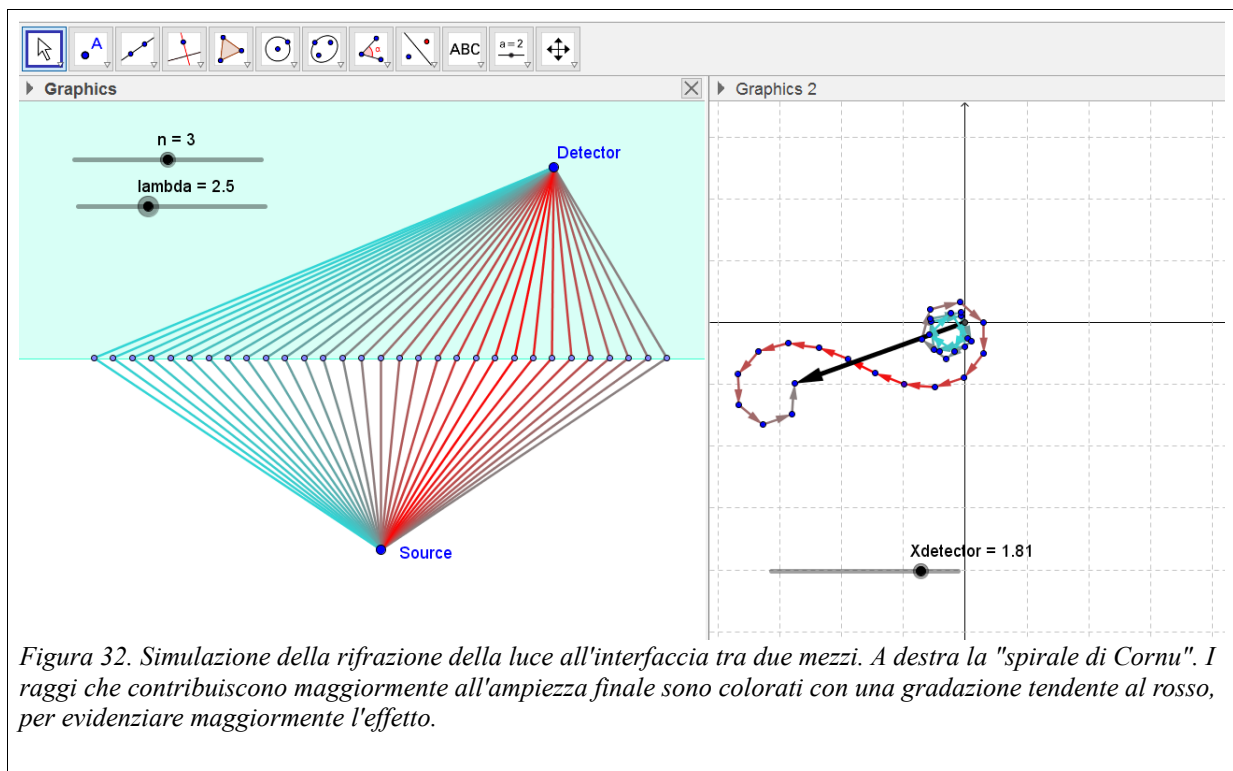 A
α
ABC
a=2
Graphics
Graphics 2
n = 3
lambda = 2.5
Detector
Source
Xdetector = 1.81
Figura 32. Simulazione della rifrazione della luce all'interfaccia tra due mezzi. A destra la "spirale di Cornu". I
raggi che contribuiscono maggiormente all'ampiezza finale sono colorati con una gradazione tendente al rosso,
per evidenziare maggiormente l'effetto.